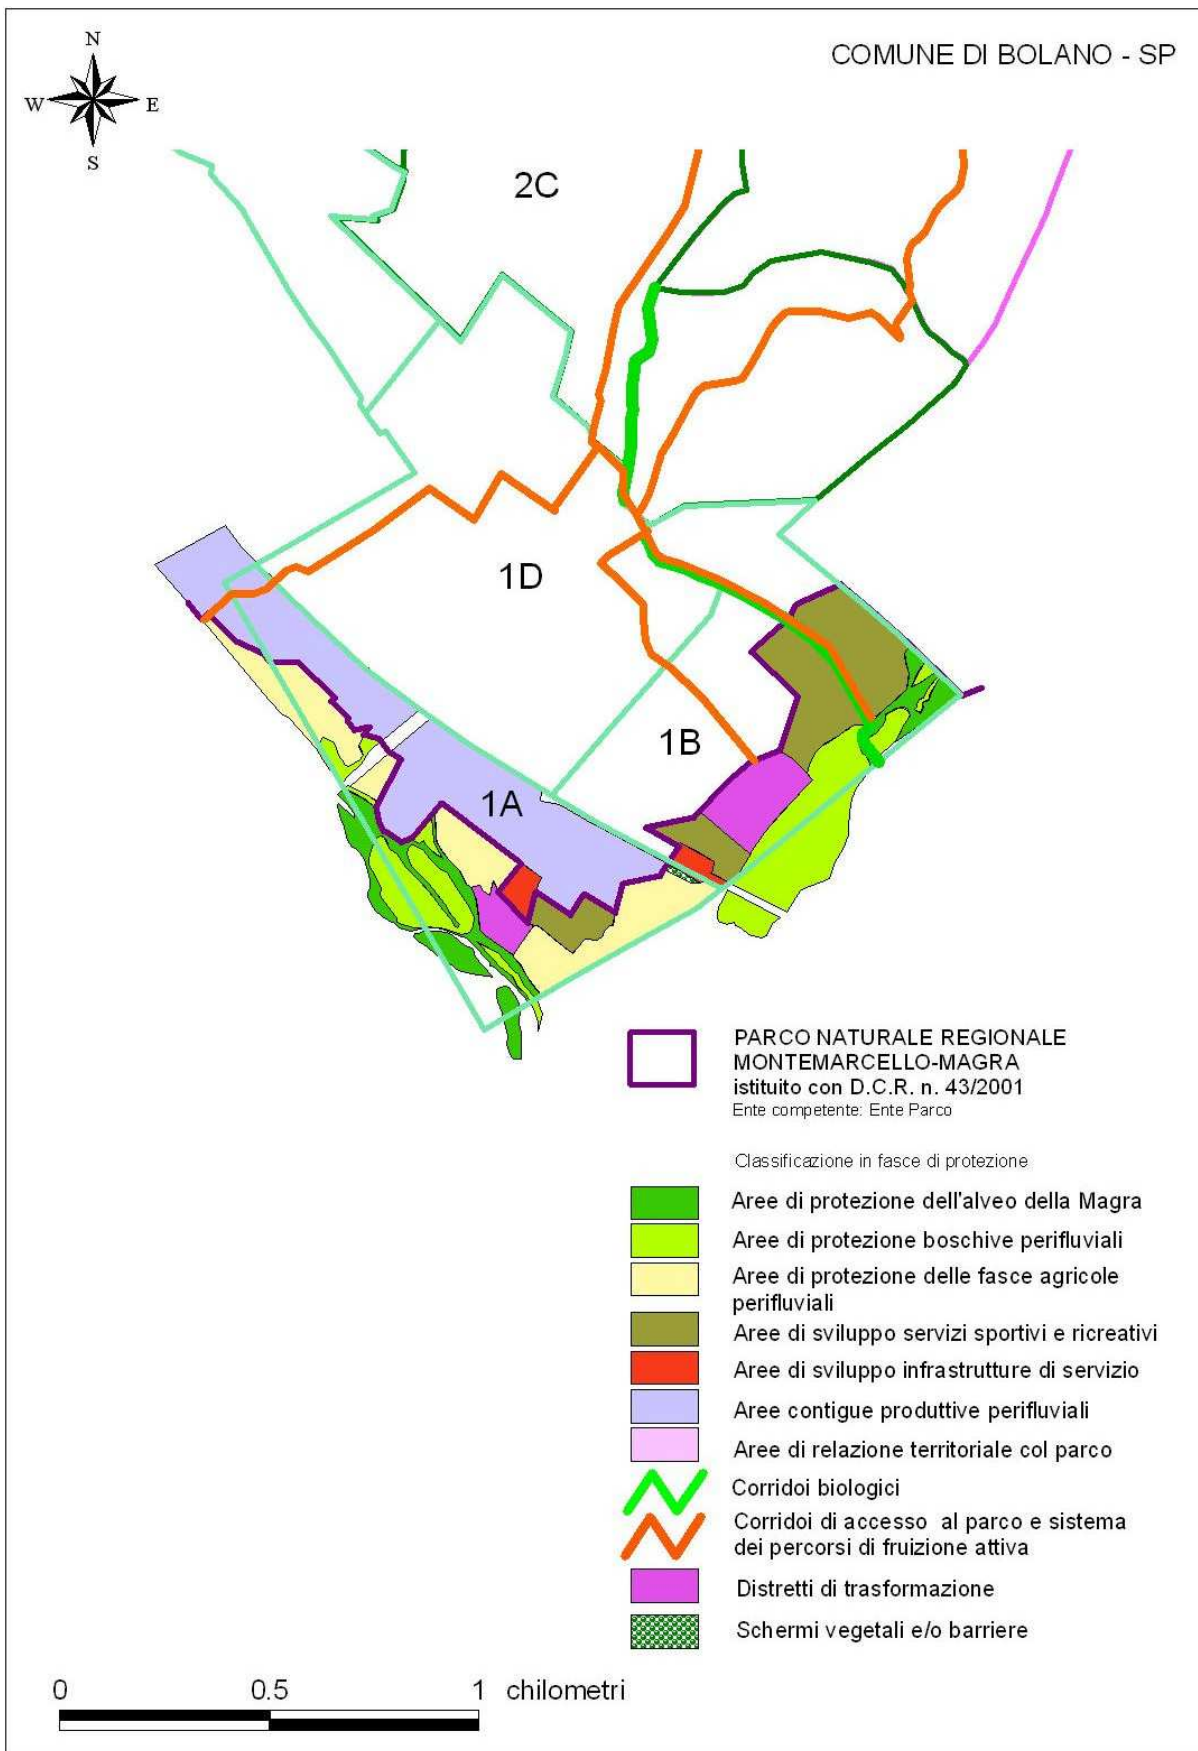 COMUNE DI BOLANO - SP
N
W E
S
2C
1D
1B
1A
PARCO NATURALE REGIONALE
MONTEMARCELLO-MAGRA
istituito con D.C.R. n. 43/2001
Ente competente: Ente Parco
Classificazione in fasce di protezione
Aree di protezione dell'alveo della Magra
Aree di protezione boschive perifluviali
Aree di protezione delle fasce agricole
perifluviali
Aree di sviluppo servizi sportivi e ricreativi
Aree di sviluppo infrastrutture di servizio
Aree contigue produttive perifluviali
Aree di relazione territoriale col parco
Corridoi biologici
Corridoi di accesso al parco e sistema
dei percorsi di fruizione attiva
Distretti di trasformazione
Schermi vegetali e/o barriere
0 0.5 1 chilometri